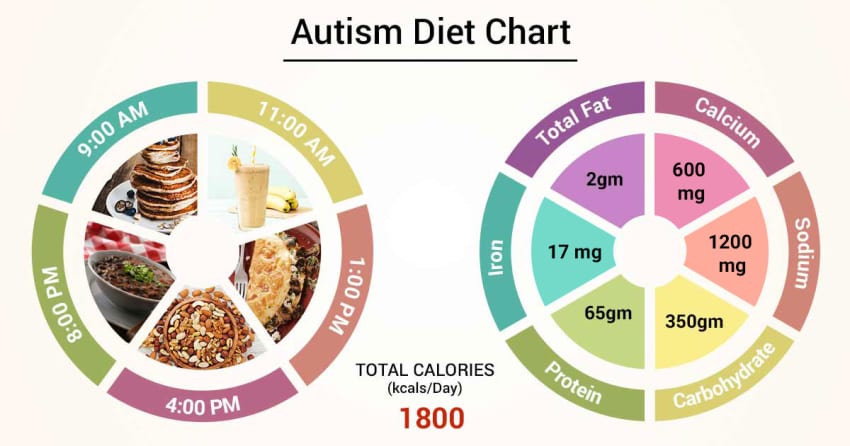 Autism Diet Chart
9:00 AM
11:00 AM
1:00 PM
4:00 PM
8:00 PM
TOTAL CALORIES
(kcals/Day)
1800
Total Fat
2gm
Calcium
600
mg
Sodium
1200
mg
Carbohydrate
350gm
Protein
65gm
Iron
17 mg